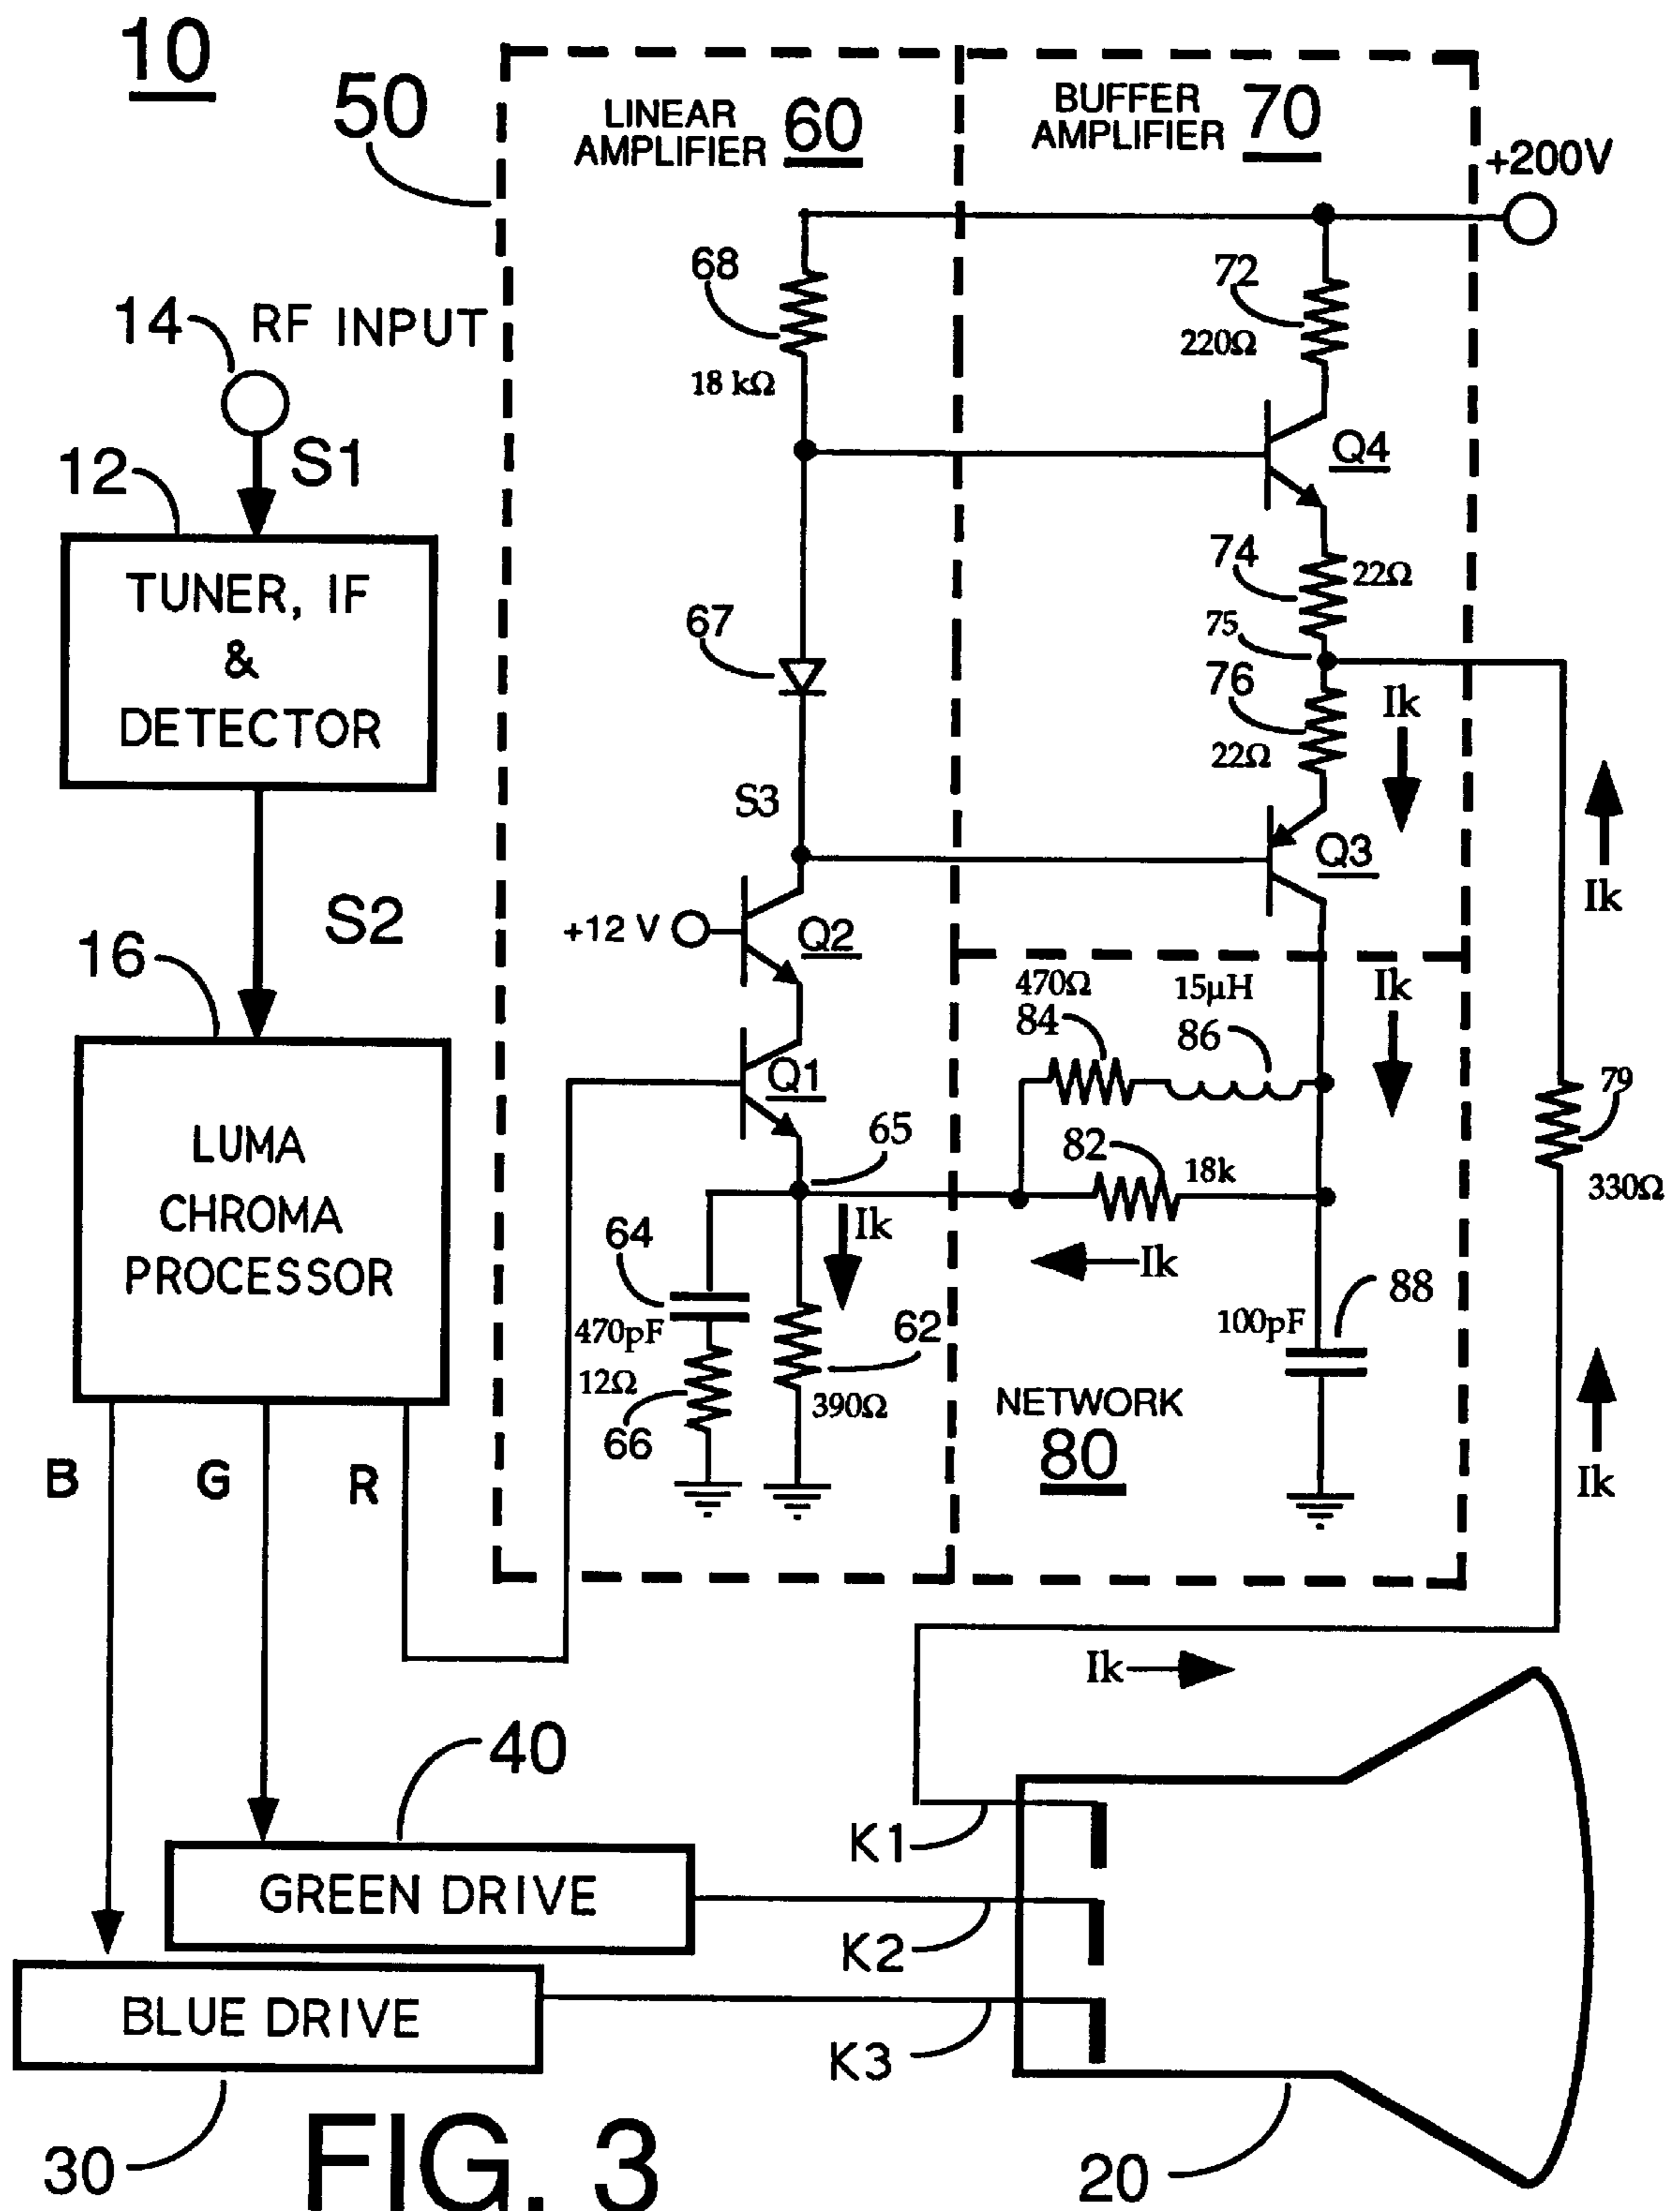 10
50
LINEAR
AMPLIFIER 60
BUFFER
AMPLIFIER 70
+200V
68
18 kΩ
72
220Ω
14
RF INPUT
S1
12
TUNER, IF
&
DETECTOR
Q4
74
22Ω
75
67
76
22Ω
Ik
S3
Q3
Ik
S2
16
+12 V
Q2
470Ω
84
15µH
86
Ik
Q1
65
82
18k
79
330Ω
LUMA
CHROMA
PROCESSOR
64
470pF
12Ω
66
Ik
62
390Ω
Ik
88
100pF
NETWORK
80
Ik
B
G
R
Ik
40
GREEN DRIVE
BLUE DRIVE
K1
K2
K3
30
FIG. 3
20